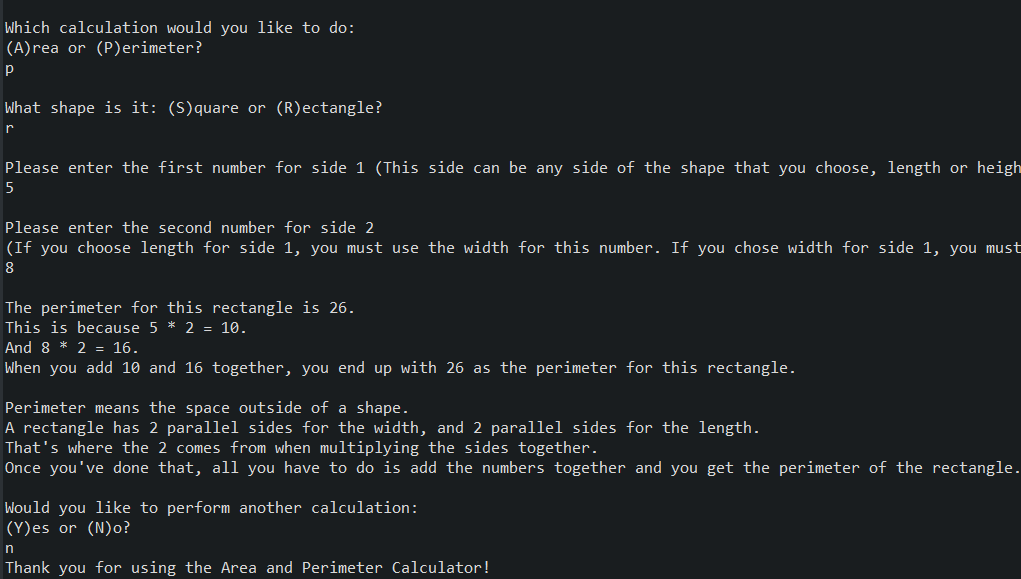 Which calculation would you like to do:
(A)rea or (P)erimeter?
p
What shape is it: (S)quare or (R)ectangle?
r
Please enter the first number for side 1 (This side can be any side of the shape that you choose, length or heigh
5
Please enter the second number for side 2
(If you choose length for side 1, you must use the width for this number. If you chose width for side 1, you must
8
The perimeter for this rectangle is 26.
This is because 5 * 2 = 10.
And 8 * 2 = 16.
When you add 10 and 16 together, you end up with 26 as the perimeter for this rectangle.
Perimeter means the space outside of a shape.
A rectangle has 2 parallel sides for the width, and 2 parallel sides for the length.
That's where the 2 comes from when multiplying the sides together.
Once you've done that, all you have to do is add the numbers together and you get the perimeter of the rectangle.
Would you like to perform another calculation:
(Y)es or (N)o?
n
Thank you for using the Area and Perimeter Calculator!